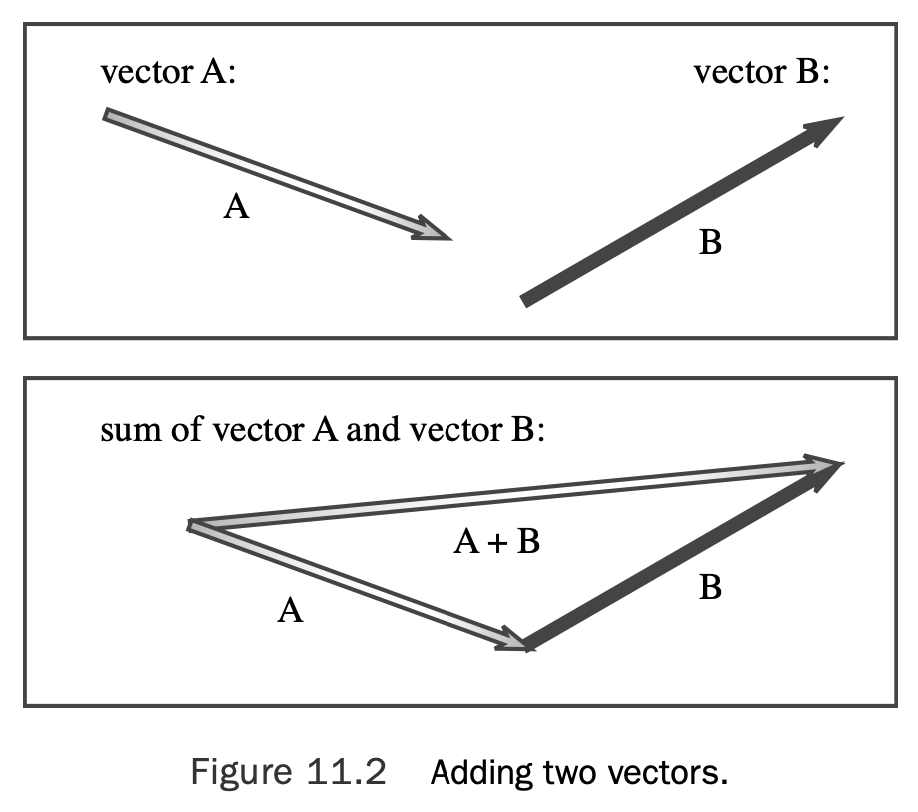 vector A: vector B:
A
B
sum of vector A and vector B:
A + B
B
A
Figure 11.2 Adding two vectors.